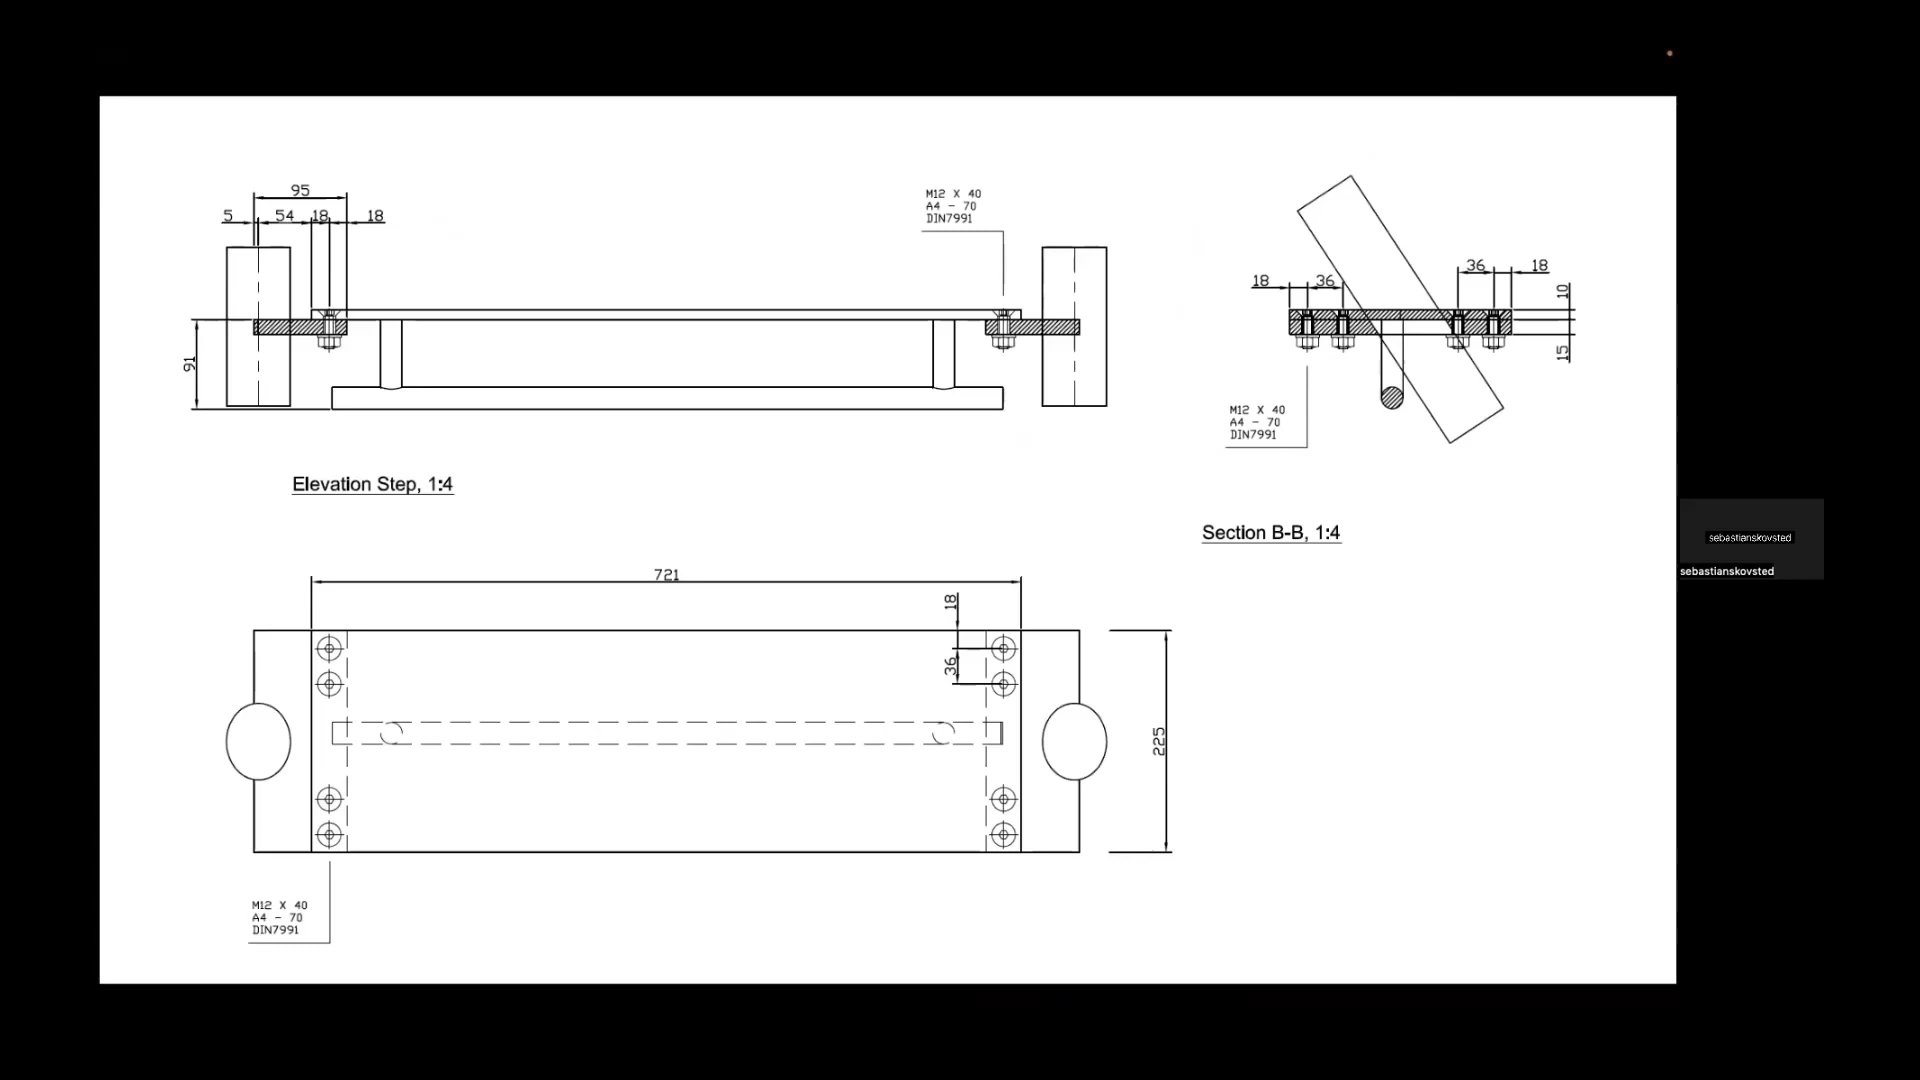 95
5 54 18 18
M12 X 40
A4 - 70
DIN7991
91
Elevation Step, 1:4
36 18
18 36
10
15
M12 X 40
A4 - 70
DIN7991
Section B-B, 1:4
sebastianskovsted
sebastianskovsted
721
18
36
225
M12 X 40
A4 - 70
DIN7991